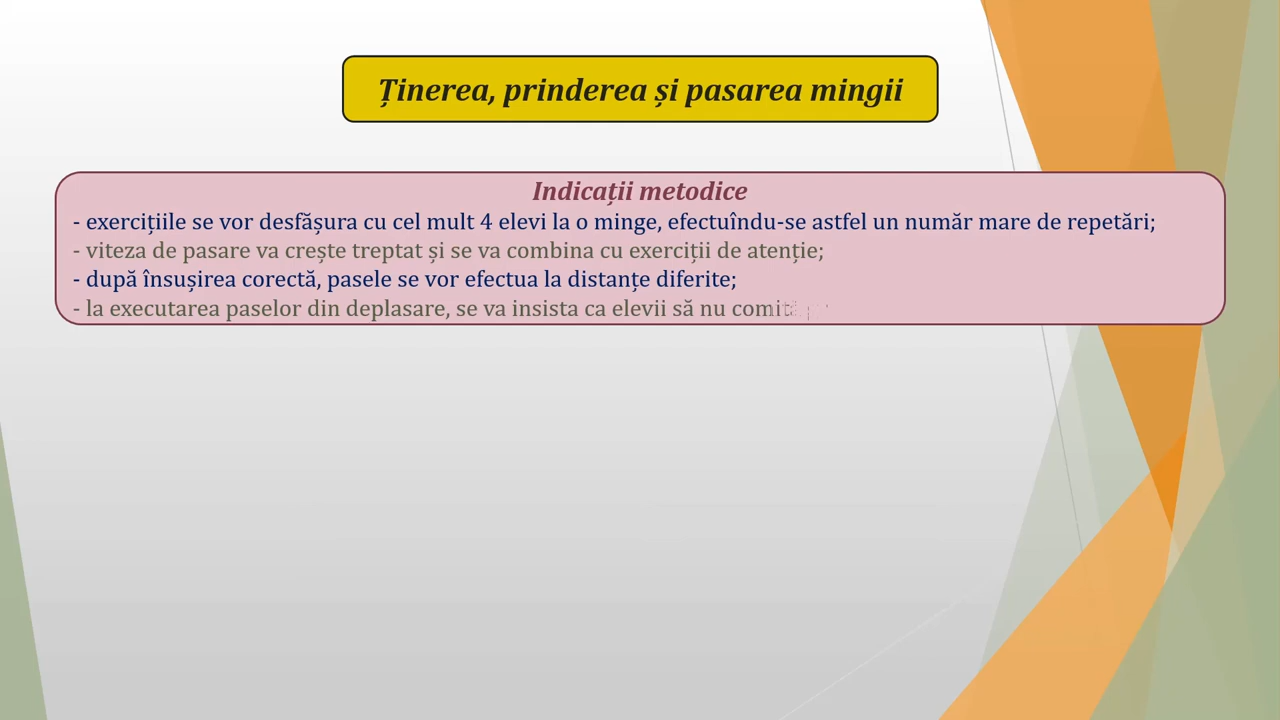 Ținerea, prinderea și pasarea mingii
Indicații metodice
- exercițiile se vor desfășura cu cel mult 4 elevi la o minge, efectuîndu-se astfel un număr mare de repetări;
- viteza de pasare va crește treptat și se va combina cu exerciții de atenție;
- după însușirea corectă, pasele se vor efectua la distanțe diferite;
- la executarea paselor din deplasare, se va insista ca elevii să nu comită